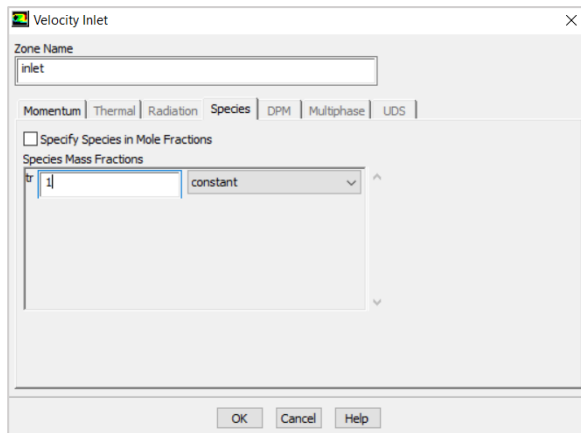 Velocity Inlet
Zone Name
inlet
Momentum Thermal Radiation Species DPM Multiphase UDS
Specify Species in Mole Fractions
Species Mass Fractions
tr 1 constant
OK Cancel Help